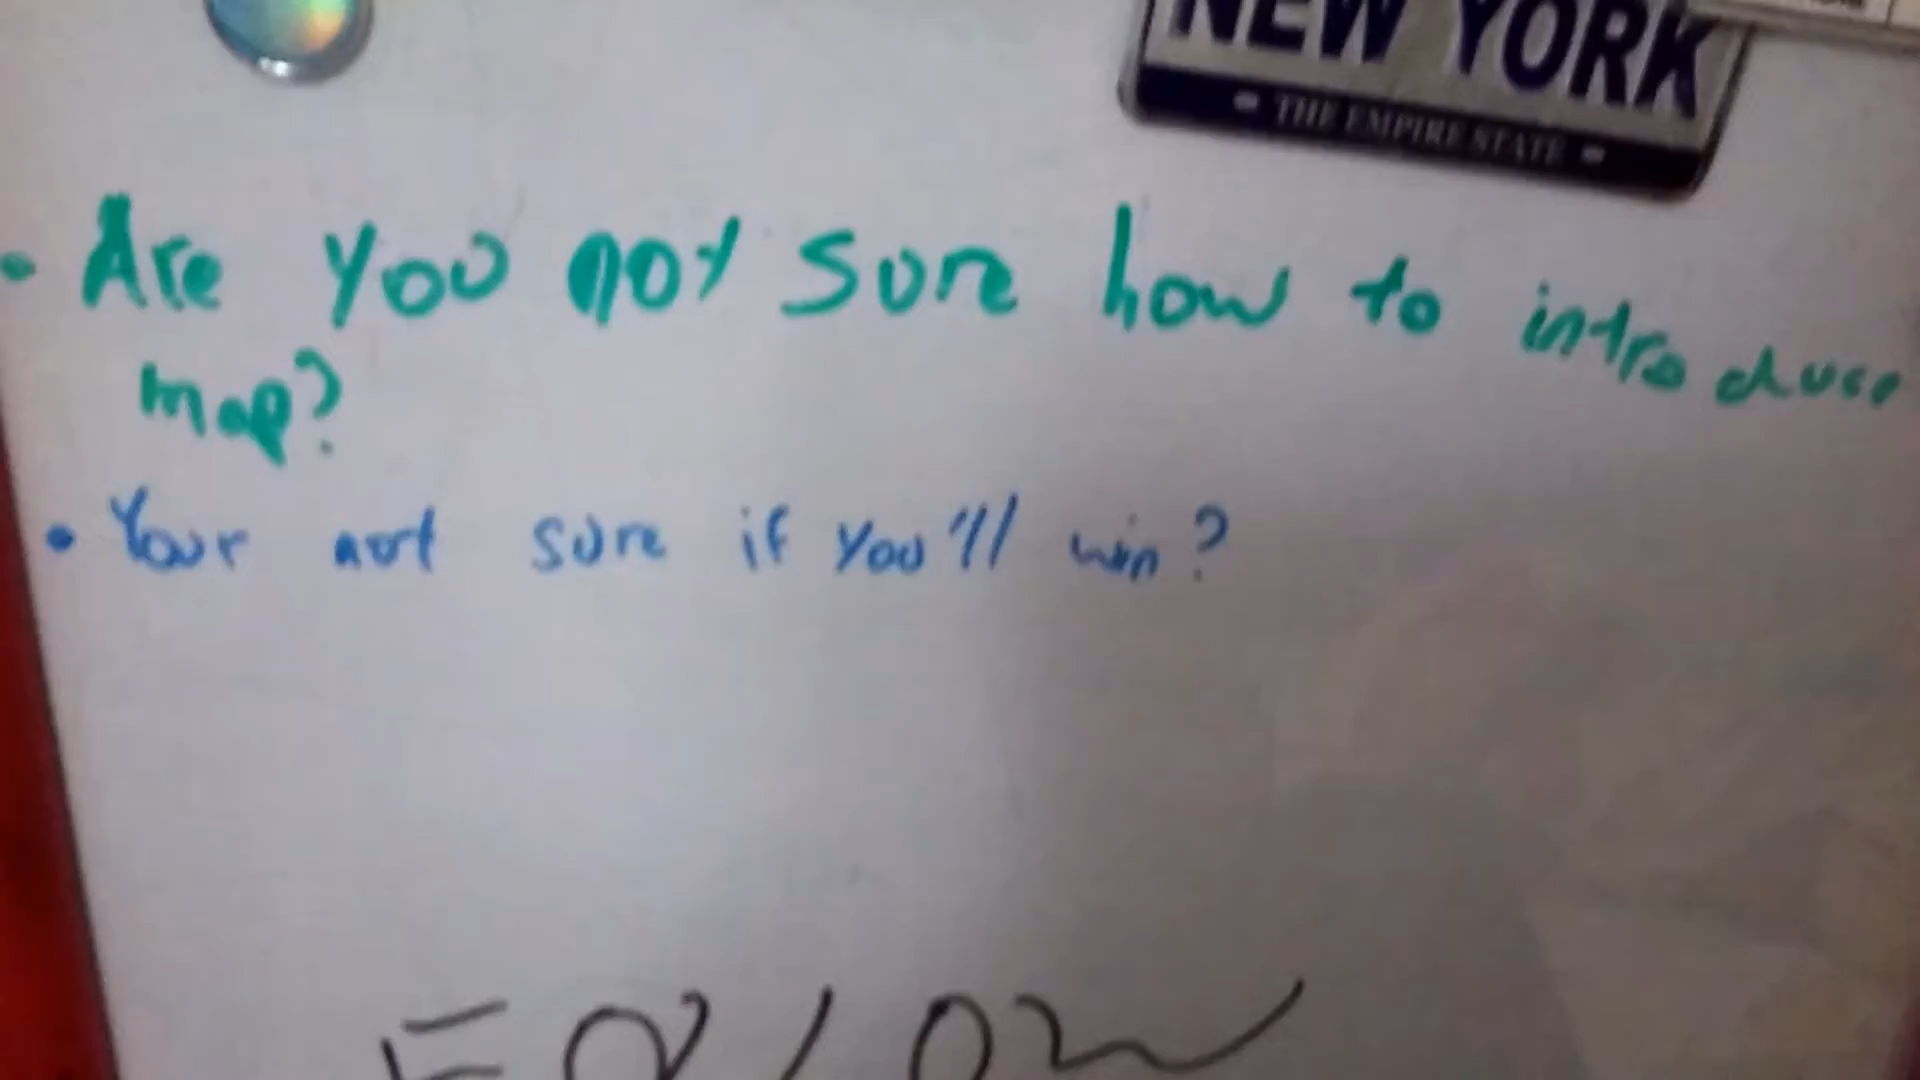 NEW YORK
THE EMPIRE STATE
• Are you not sure how to introduce
map?
• Your not sure if you'll win?